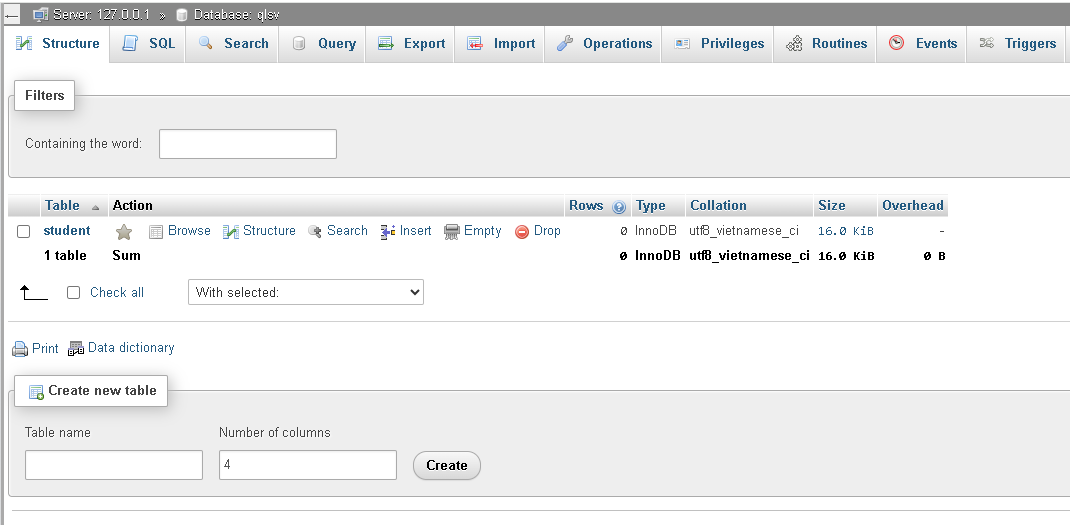 Server: 127.0.0.1 » Database: qlsv
Structure SQL Search Query Export Import Operations Privileges Routines Events Triggers
Filters
Containing the word:
Table Action Rows Type Collation Size Overhead
student Browse Structure Search Insert Empty Drop 0 InnoDB utf8_vietnamese_ci 16.0 KiB -
1 table Sum 0 InnoDB utf8_vietnamese_ci 16.0 KiB 0 B
Check all With selected:
Print Data dictionary
Create new table
Table name Number of columns
4 Create